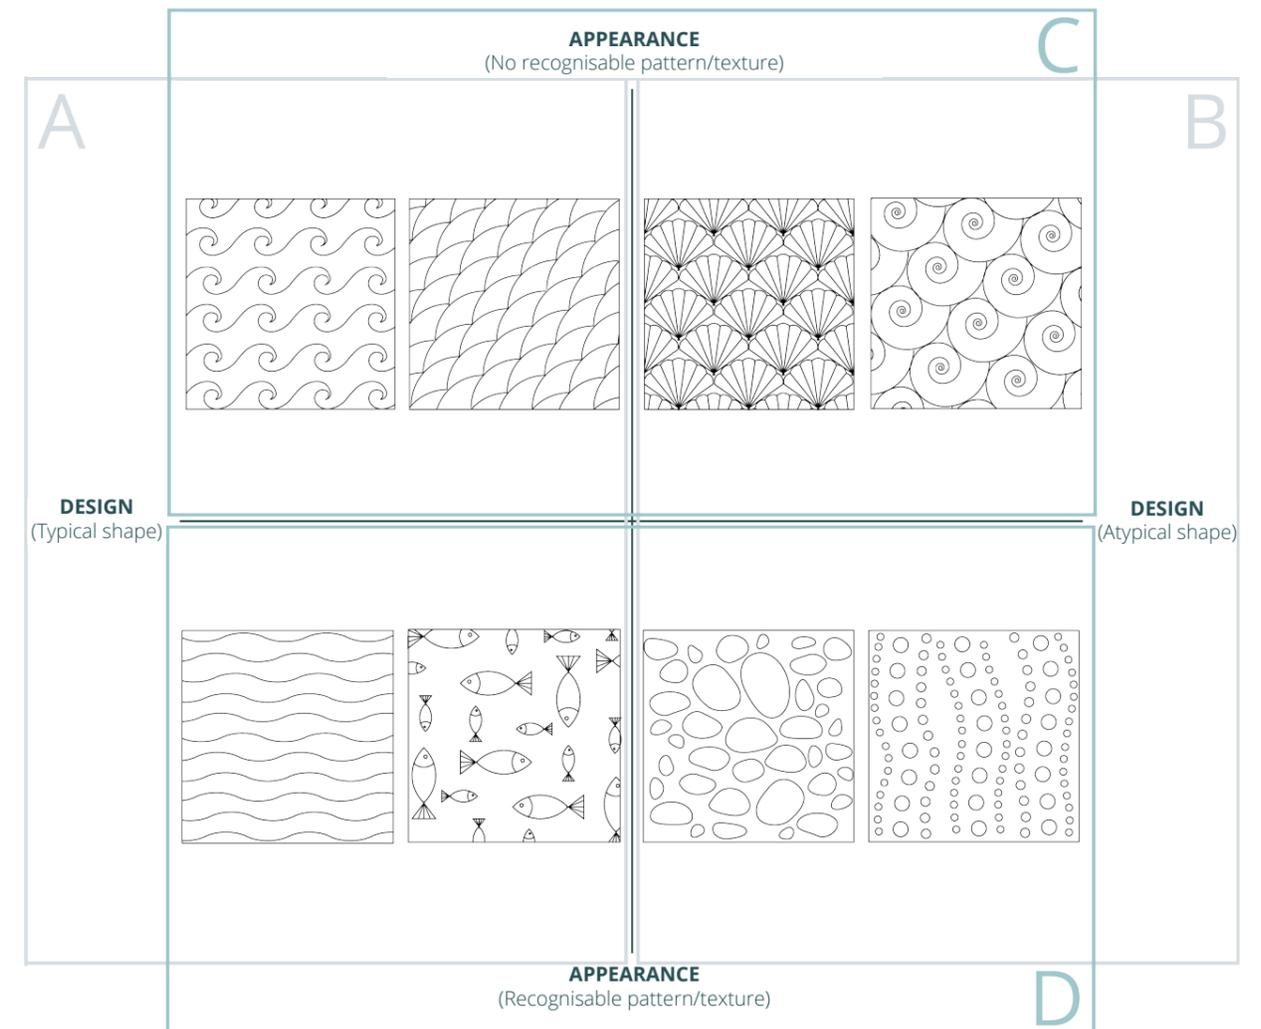 APPEARANCE
(No recognisable pattern/texture)
C
A
B
DESIGN
(Typical shape)
DESIGN
(Atypical shape)
APPEARANCE
(Recognisable pattern/texture)
D